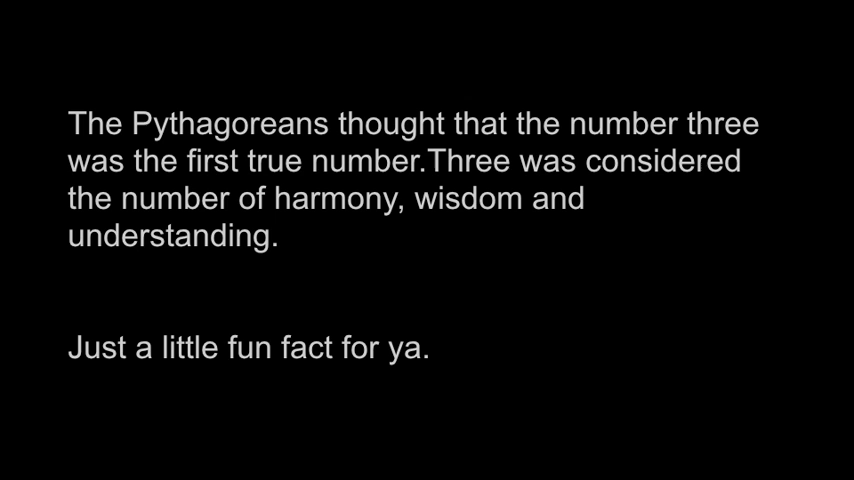 The Pythagoreans thought that the number three
was the first true number.Three was considered
the number of harmony, wisdom and
understanding.
Just a little fun fact for ya.